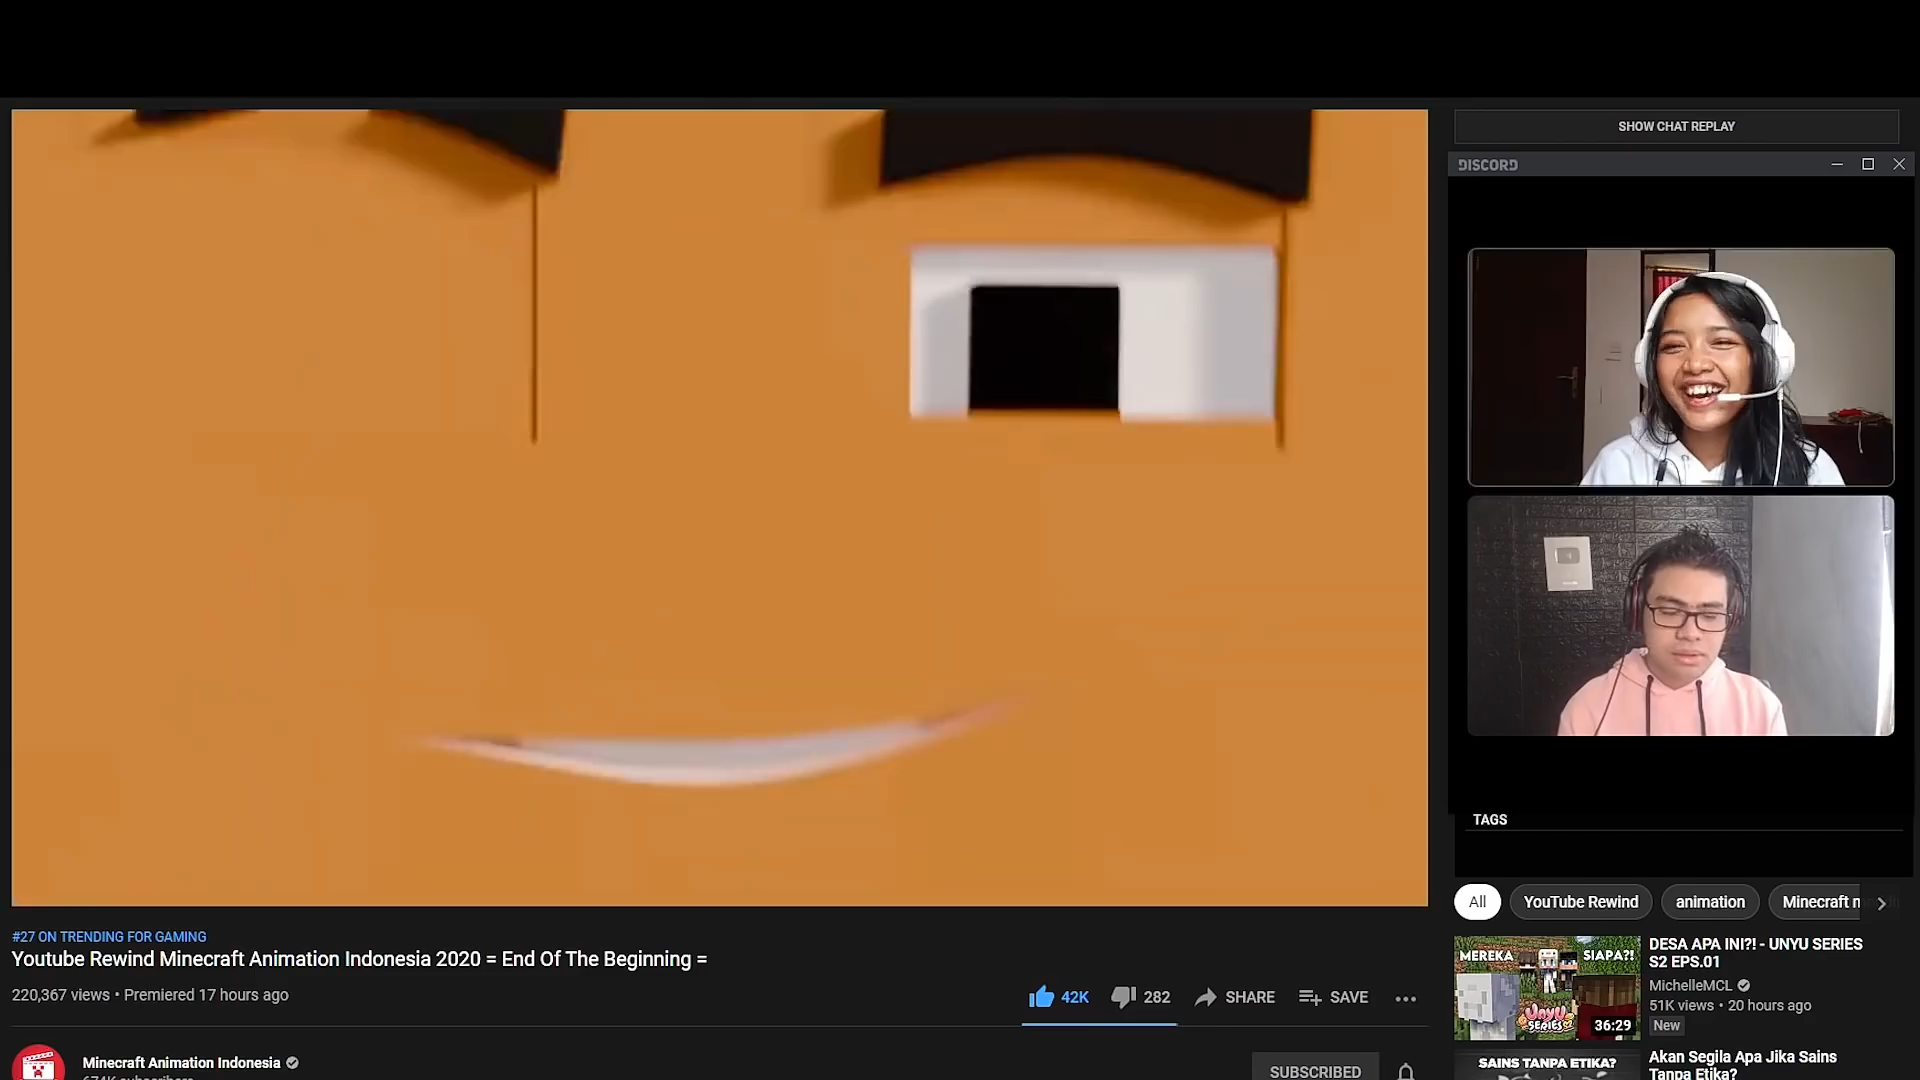 SHOW CHAT REPLAY
DISCORD
TAGS
All
YouTube Rewind
animation
Minecraft
#27 ON TRENDING FOR GAMING
Youtube Rewind Minecraft Animation Indonesia 2020 = End Of The Beginning =
220,367 views • Premiered 17 hours ago
42K
282
SHARE
SAVE
Minecraft Animation Indonesia
SUBSCRIBED
MEREKA
SIAPA?!
UNYU
SERIES
36:29
DESA APA INI?! - UNYU SERIES
S2 EPS.01
MichelleMCL
51K views • 20 hours ago
New
SAINS TANPA ETIKA?
Akan Segila Apa Jika Sains
Tanpa Etika?